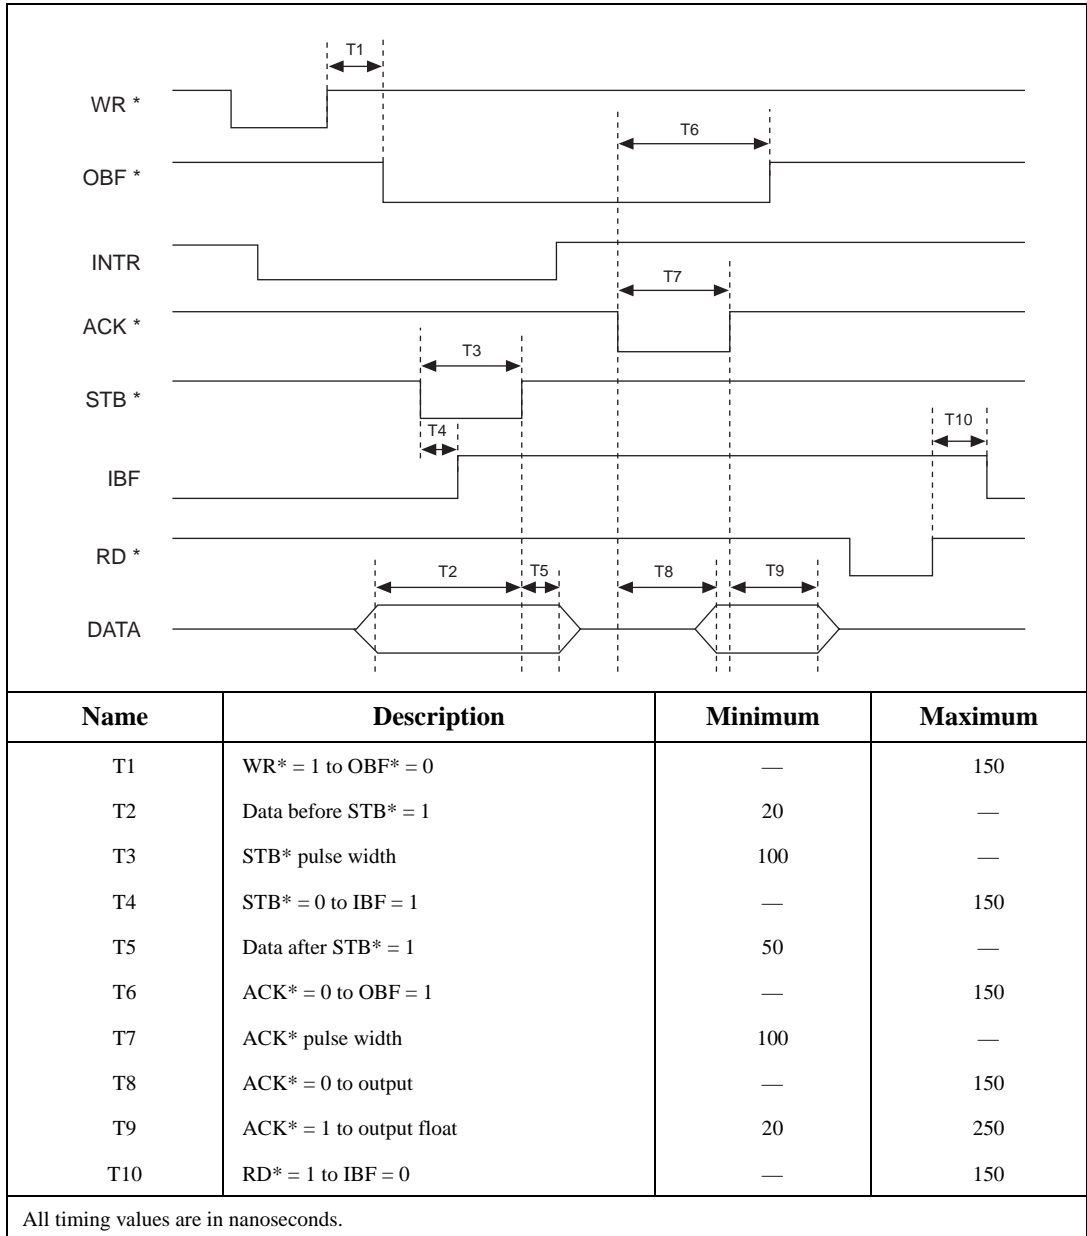 T1
WR *
T6
OBF *
INTR
T7
ACK *
T3
STB *
T4
T10
IBF
RD *
T2 T5 T8 T9
DATA
Name Description Minimum Maximum
T1 WR* = 1 to OBF* = 0 — 150
T2 Data before STB* = 1 20 —
T3 STB* pulse width 100 —
T4 STB* = 0 to IBF = 1 — 150
T5 Data after STB* = 1 50 —
T6 ACK* = 0 to OBF = 1 — 150
T7 ACK* pulse width 100 —
T8 ACK* = 0 to output — 150
T9 ACK* = 1 to output float 20 250
T10 RD* = 1 to IBF = 0 — 150
All timing values are in nanoseconds.